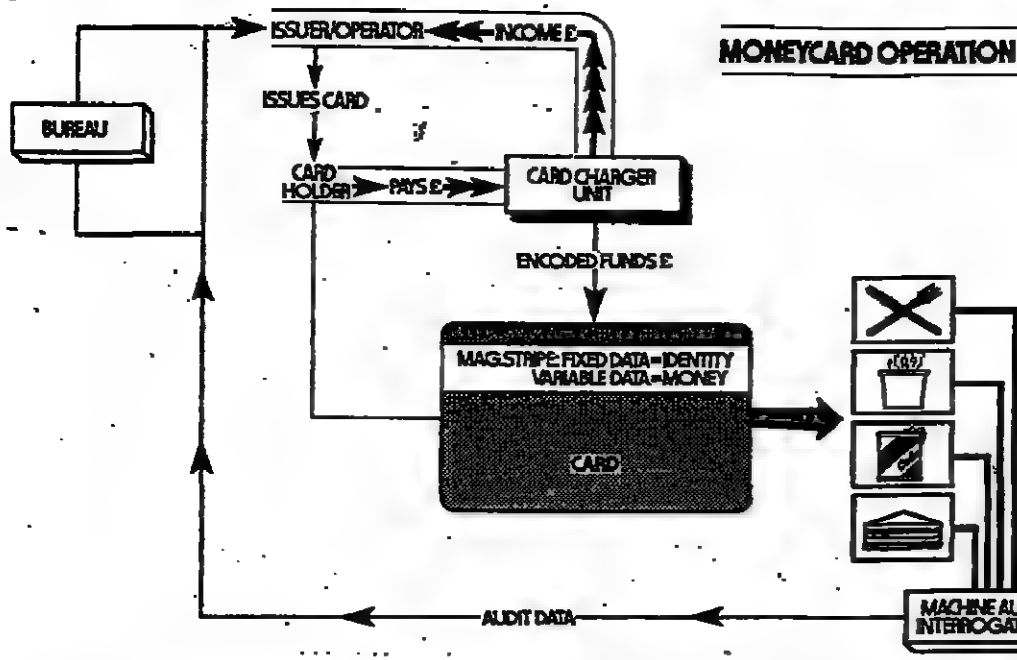 MONEYCARD OPERATION
ISSUER/OPERATOR
INCOME £
ISSUES CARD
BUREAU
CARD
HOLDER
PAYS £
CARD CHARGER
UNIT
ENCODED FUNDS £
MAG.STRIPE: FIXED DATA=IDENTITY
VARIABLE DATA=MONEY
CARD
AUDIT DATA
MACHINE AU
INTERROGAT